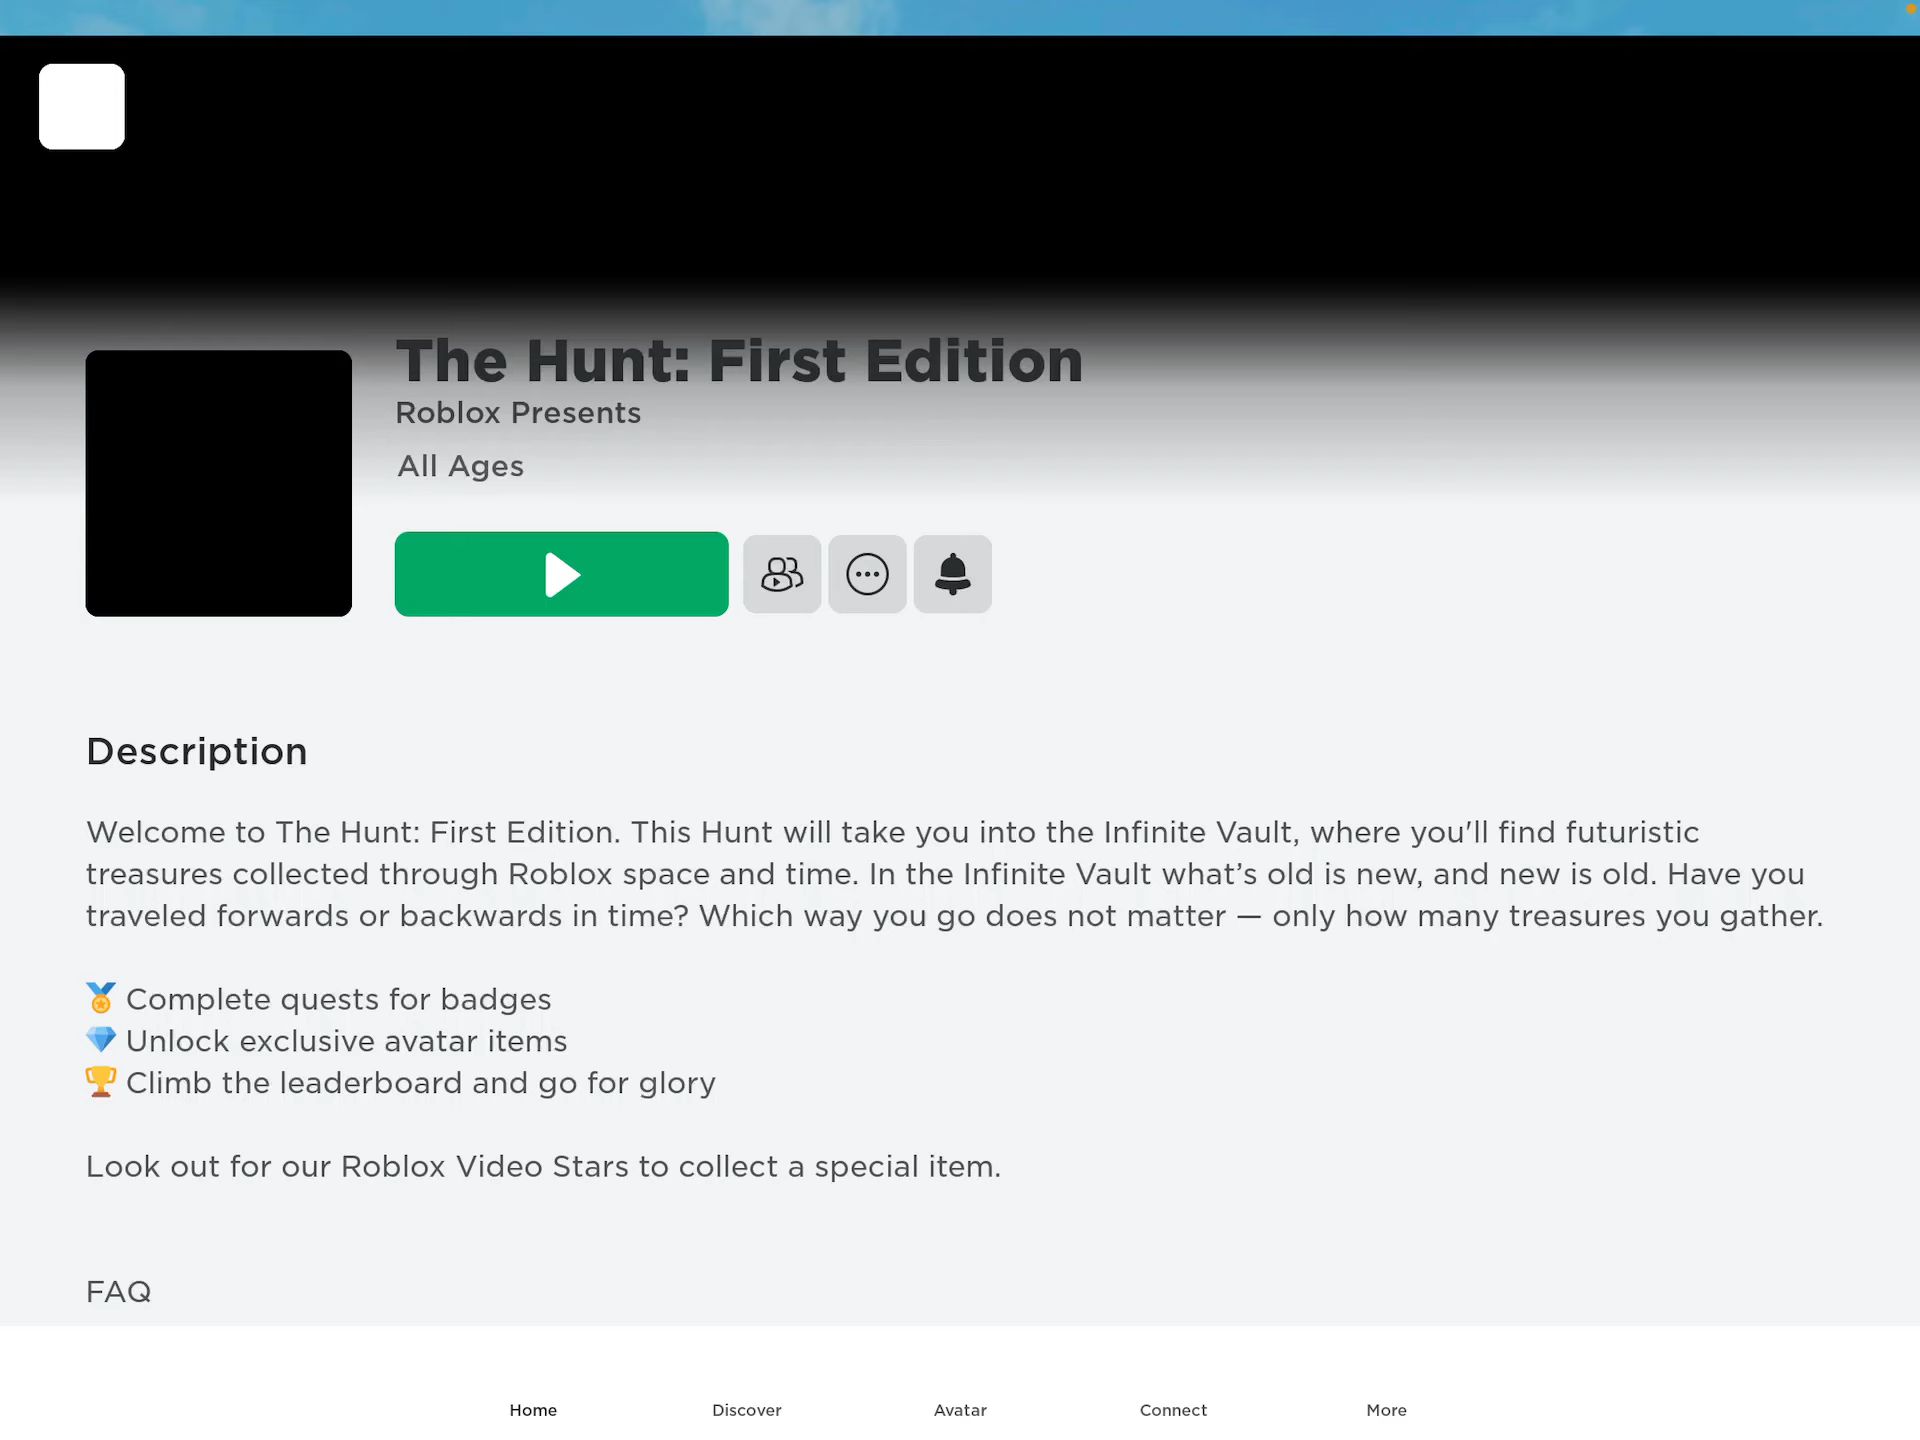 The Hunt: First Edition
Roblox Presents
All Ages
Description
Welcome to The Hunt: First Edition. This Hunt will take you into the Infinite Vault, where you'll find futuristic
treasures collected through Roblox space and time. In the Infinite Vault what’s old is new, and new is old. Have you
traveled forwards or backwards in time? Which way you go does not matter — only how many treasures you gather.
🏅 Complete quests for badges
💎 Unlock exclusive avatar items
🏆 Climb the leaderboard and go for glory
Look out for our Roblox Video Stars to collect a special item.
FAQ
Home Discover Avatar Connect More